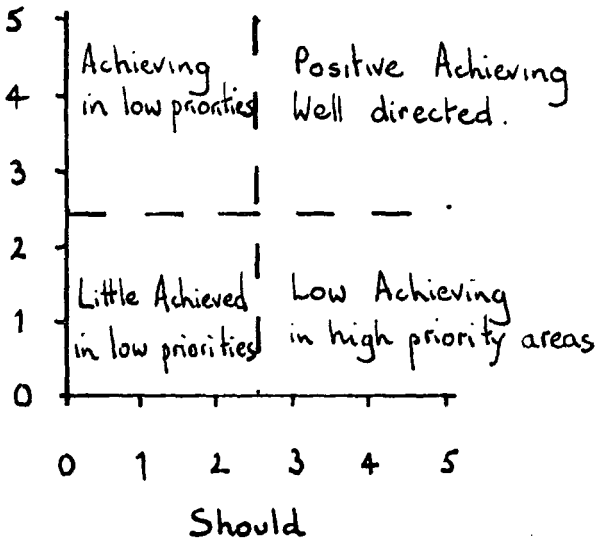 5
Achieving
in low priorities
Positive Achieving
Well directed.
4
3
2
Little Achieved
in low priorities
Low Achieving
in high priority areas
1
0
0 1 2 3 4 5
Should